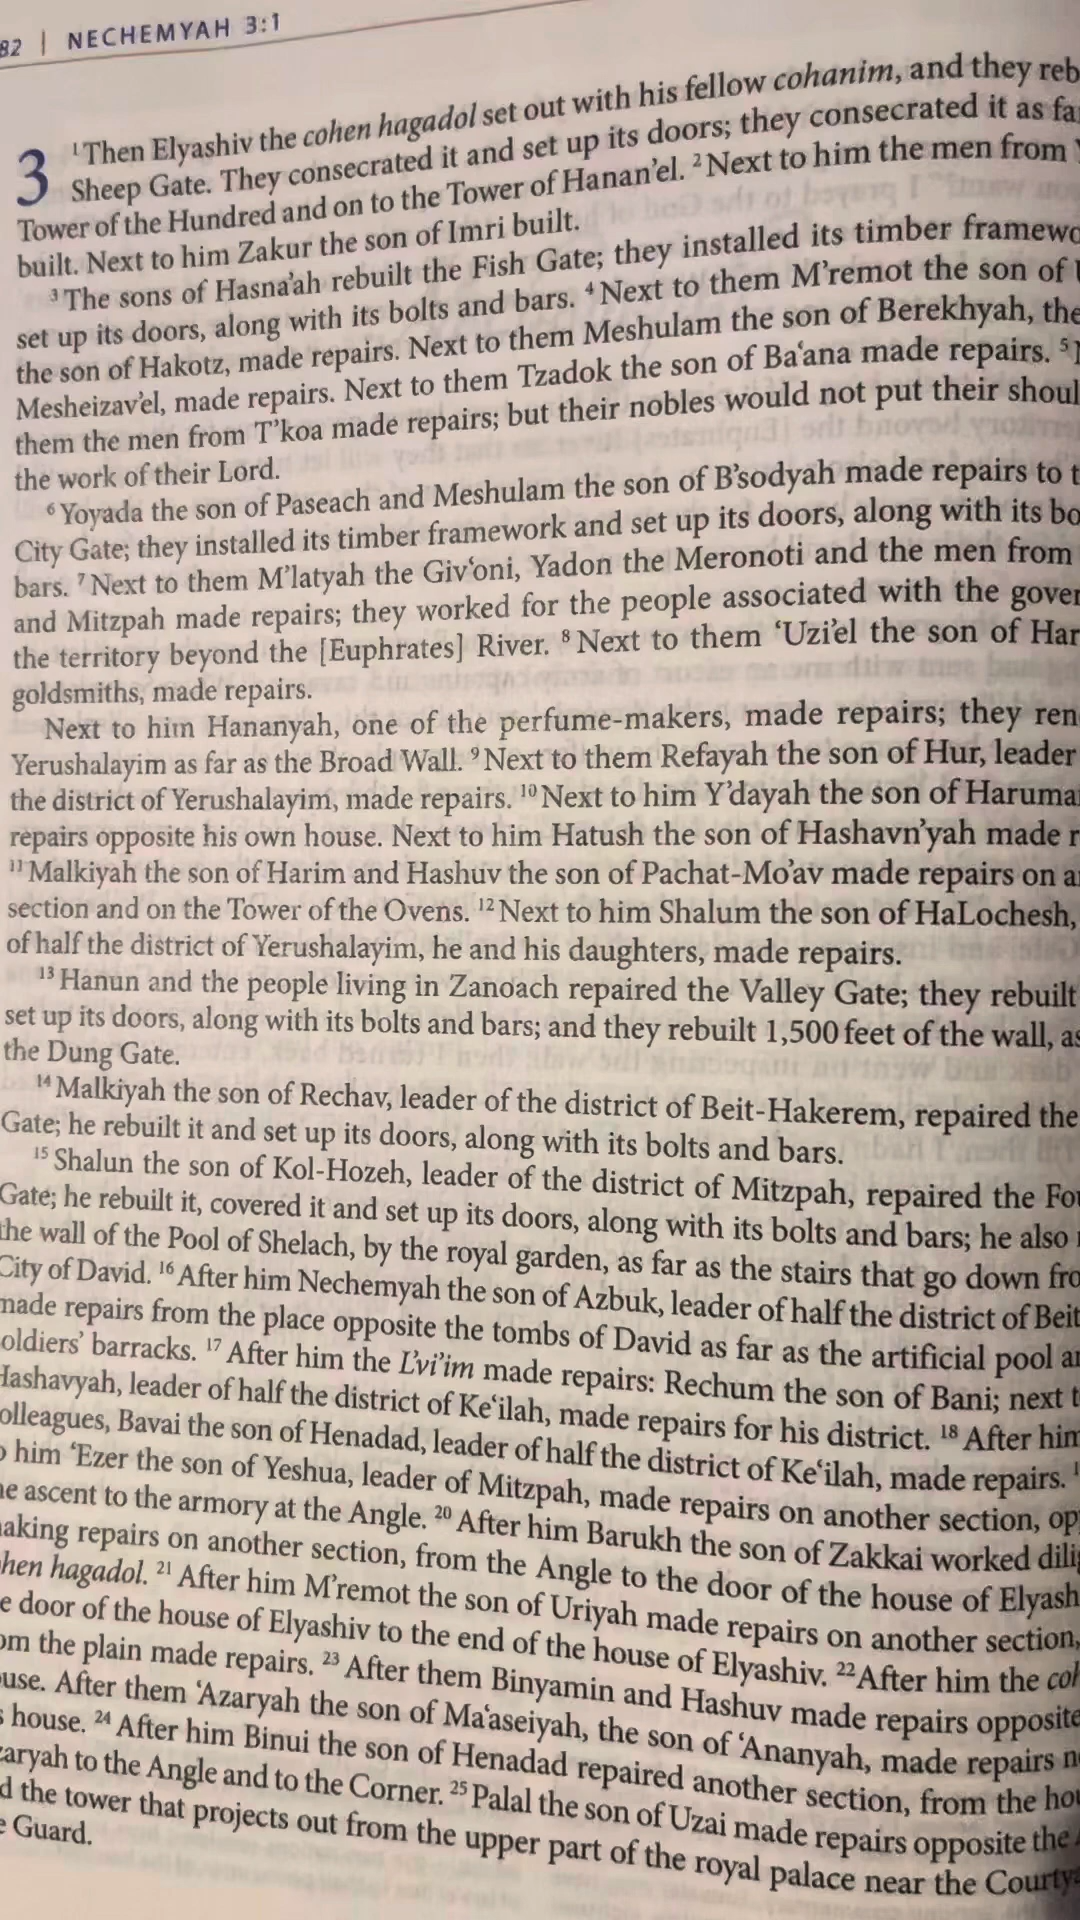 82 | NECHEMYAH 3:1
3 ¹Then Elyashiv the cohen hagadol set out with his fellow cohanim, and they reb
Sheep Gate. They consecrated it and set up its doors; they consecrated it as far
Tower of the Hundred and on to the Tower of Hanan’el. ²Next to him the men from
built. Next to him Zakur the son of Imri built.
³The sons of Hasna’ah rebuilt the Fish Gate; they installed its timber framewo
set up its doors, along with its bolts and bars. ⁴Next to them M’remot the son of
the son of Hakotz, made repairs. Next to them Meshulam the son of Berekhyah, the
Mesheizav’el, made repairs. Next to them Tzadok the son of Ba‘ana made repairs. ⁵
them the men from T’koa made repairs; but their nobles would not put their shoul
the work of their Lord.
⁶Yoyada the son of Paseach and Meshulam the son of B’sodyah made repairs to t
City Gate; they installed its timber framework and set up its doors, along with its bo
bars. ⁷Next to them M’latyah the Giv‘oni, Yadon the Meronoti and the men from
and Mitzpah made repairs; they worked for the people associated with the gover
the territory beyond the [Euphrates] River. ⁸Next to them ‘Uzi’el the son of Har
goldsmiths, made repairs.
Next to him Hananyah, one of the perfume-makers, made repairs; they ren
Yerushalayim as far as the Broad Wall. ⁹Next to them Refayah the son of Hur, leader
the district of Yerushalayim, made repairs. ¹⁰Next to him Y’dayah the son of Haruma
repairs opposite his own house. Next to him Hatush the son of Hashavn’yah made r
¹¹Malkiyah the son of Harim and Hashuv the son of Pachat-Mo’av made repairs on a
section and on the Tower of the Ovens. ¹²Next to him Shalum the son of HaLochesh,
of half the district of Yerushalayim, he and his daughters, made repairs.
¹³Hanun and the people living in Zanoach repaired the Valley Gate; they rebuilt
set up its doors, along with its bolts and bars; and they rebuilt 1,500 feet of the wall, as
the Dung Gate.
¹⁴Malkiyah the son of Rechav, leader of the district of Beit-Hakerem, repaired the
Gate; he rebuilt it and set up its doors, along with its bolts and bars.
¹⁵Shalun the son of Kol-Hozeh, leader of the district of Mitzpah, repaired the Fou
Gate; he rebuilt it, covered it and set up its doors, along with its bolts and bars; he also
the wall of the Pool of Shelach, by the royal garden, as far as the stairs that go down fro
City of David. ¹⁶After him Nechemyah the son of Azbuk, leader of half the district of Beit
made repairs from the place opposite the tombs of David as far as the artificial pool an
oldiers’ barracks. ¹⁷After him the L’vi’im made repairs: Rechum the son of Bani; next t
Hashavyah, leader of half the district of Ke‘ilah, made repairs for his district. ¹⁸After him
olleagues, Bavai the son of Henadad, leader of half the district of Ke‘ilah, made repairs.
o him ‘Ezer the son of Yeshua, leader of Mitzpah, made repairs on another section, op
he ascent to the armory at the Angle. ²⁰After him Barukh the son of Zakkai worked dili
naking repairs on another section, from the Angle to the door of the house of Elyash
hen hagadol. ²¹After him M’remot the son of Uriyah made repairs on another section,
e door of the house of Elyashiv to the end of the house of Elyashiv. ²²After him the coh
om the plain made repairs. ²³After them Binyamin and Hashuv made repairs opposite
ouse. After them ‘Azaryah the son of Ma‘aseiyah, the son of ‘Ananyah, made repairs n
s house. ²⁴After him Binui the son of Henadad repaired another section, from the hou
zaryah to the Angle and to the Corner. ²⁵Palal the son of Uzai made repairs opposite the
d the tower that projects out from the upper part of the royal palace near the Courty
e Guard.